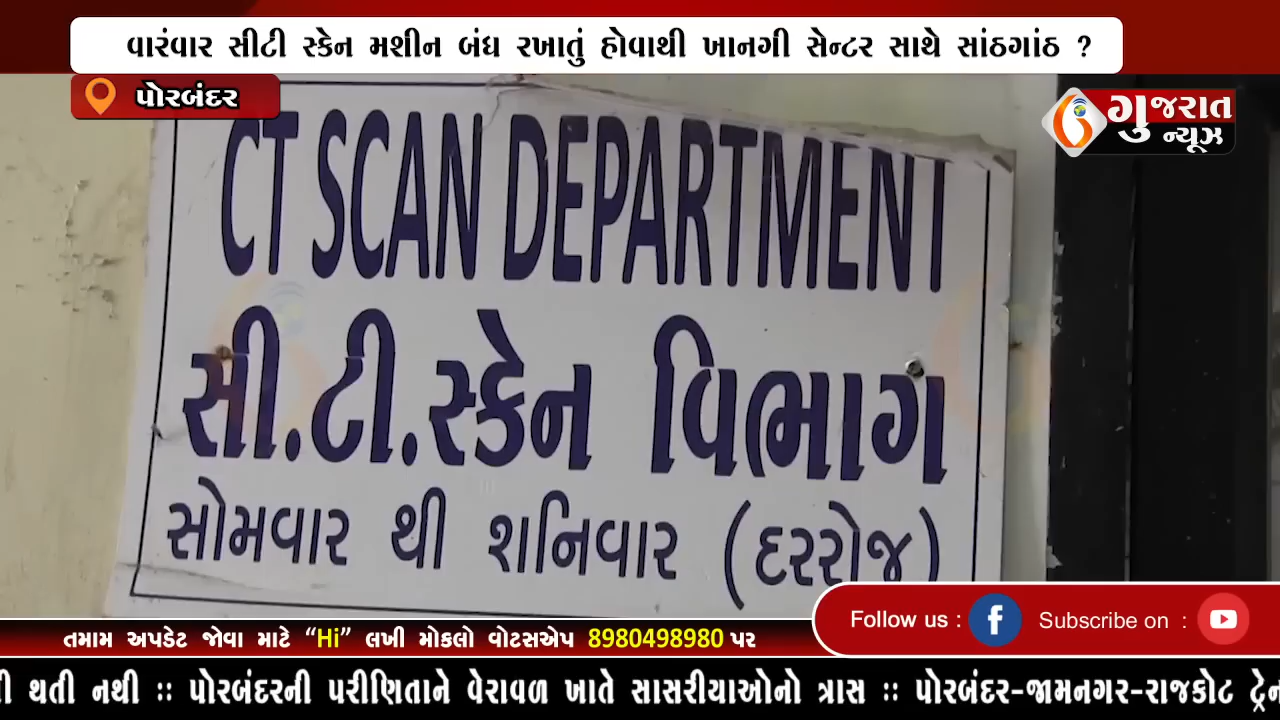 વારંવાર સીટી સ્કેન મશીન બંધ રખાતું હોવાથી ખાનગી સેન્ટર સાથે સાંઠગાંઠ ?
પોરબંદર
ગુજરાત
ન્યૂઝ
CT SCAN DEPARTMENT
સી.ટી.સ્કેન વિભાગ
સોમવાર થી શનિવાર (દરરોજ)
Follow us :
Subscribe on :
તમામ અપડેટ જોવા માટે “Hi” લખી મોકલો વોટસએપ 8980498980 પર
થતી નથી :: પોરબંદરની પરીણિતાને વેરાવળ ખાતે સાસરીયાઓનો ત્રાસ :: પોરબંદર-જામનગર-રાજકોટ ટ્રેન